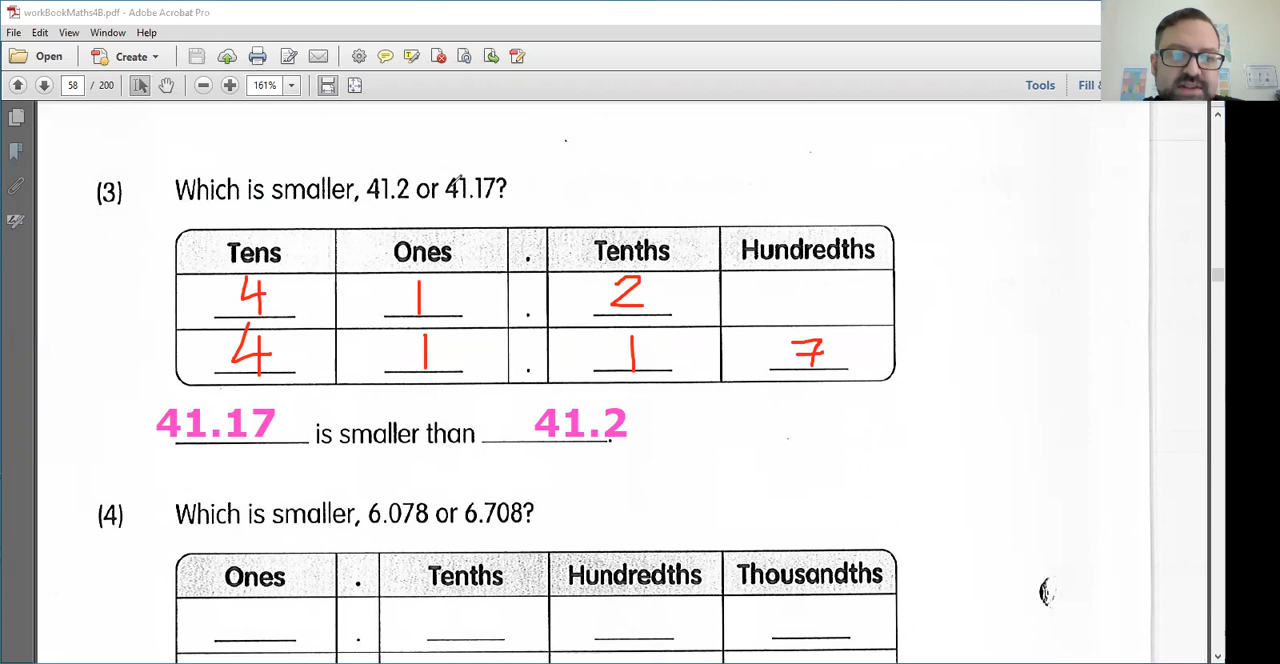 workBookMaths4B.pdf - Adobe Acrobat Pro
File Edit View Window Help
Open Create
58 / 200 161% Tools Fill &
(3) Which is smaller, 41.2 or 41.17?
Tens Ones . Tenths Hundredths
4 1 . 2
4 1 . 1 7
41.17 is smaller than 41.2.
(4) Which is smaller, 6.078 or 6.708?
Ones . Tenths Hundredths Thousandths
.